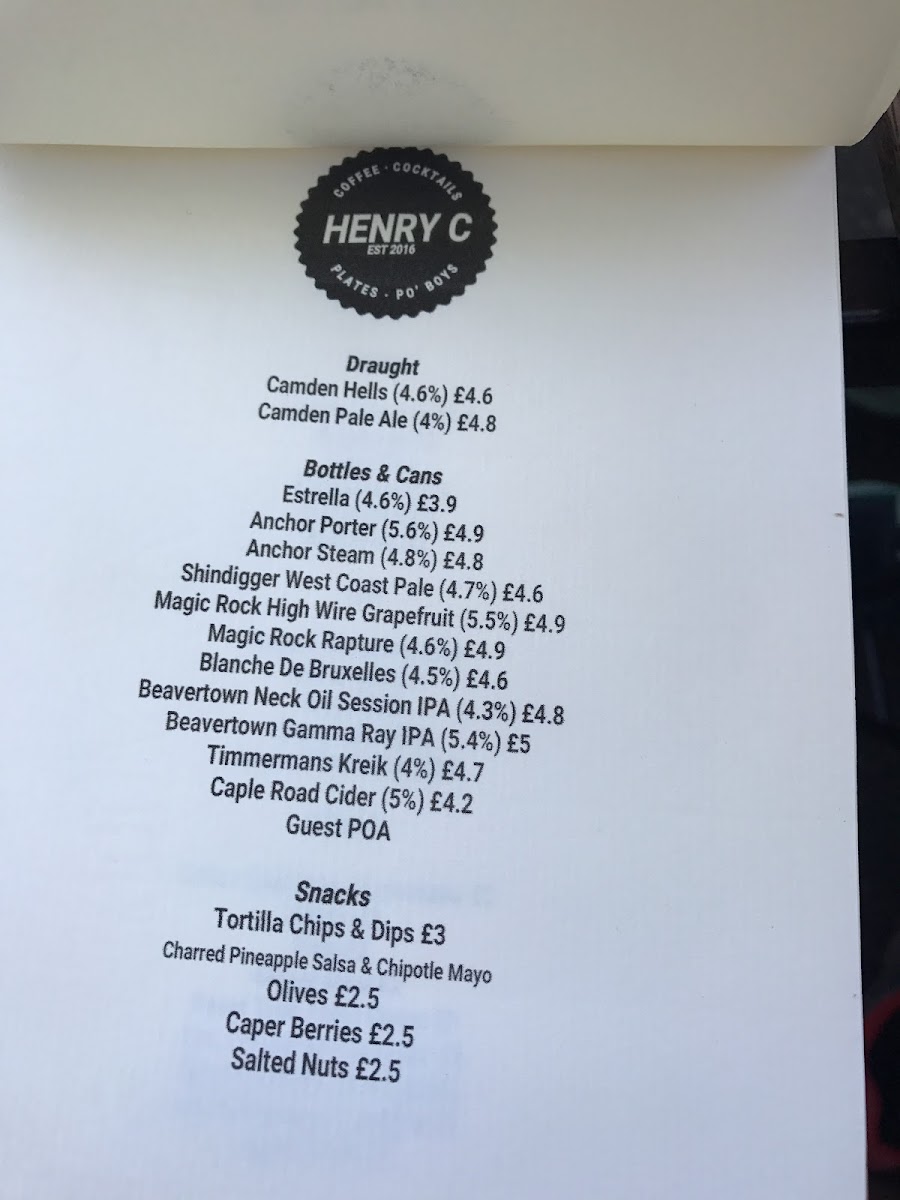 COFFEE · COCKTAILS
HENRY C
EST 2016
PLATES · PO' BOYS
Draught
Camden Hells (4.6%) £4.6
Camden Pale Ale (4%) £4.8
Bottles & Cans
Estrella (4.6%) £3.9
Anchor Porter (5.6%) £4.9
Anchor Steam (4.8%) £4.8
Shindigger West Coast Pale (4.7%) £4.6
Magic Rock High Wire Grapefruit (5.5%) £4.9
Magic Rock Rapture (4.6%) £4.9
Blanche De Bruxelles (4.5%) £4.6
Beavertown Neck Oil Session IPA (4.3%) £4.8
Beavertown Gamma Ray IPA (5.4%) £5
Timmermans Kreik (4%) £4.7
Caple Road Cider (5%) £4.2
Guest POA
Snacks
Tortilla Chips & Dips £3
Charred Pineapple Salsa & Chipotle Mayo
Olives £2.5
Caper Berries £2.5
Salted Nuts £2.5